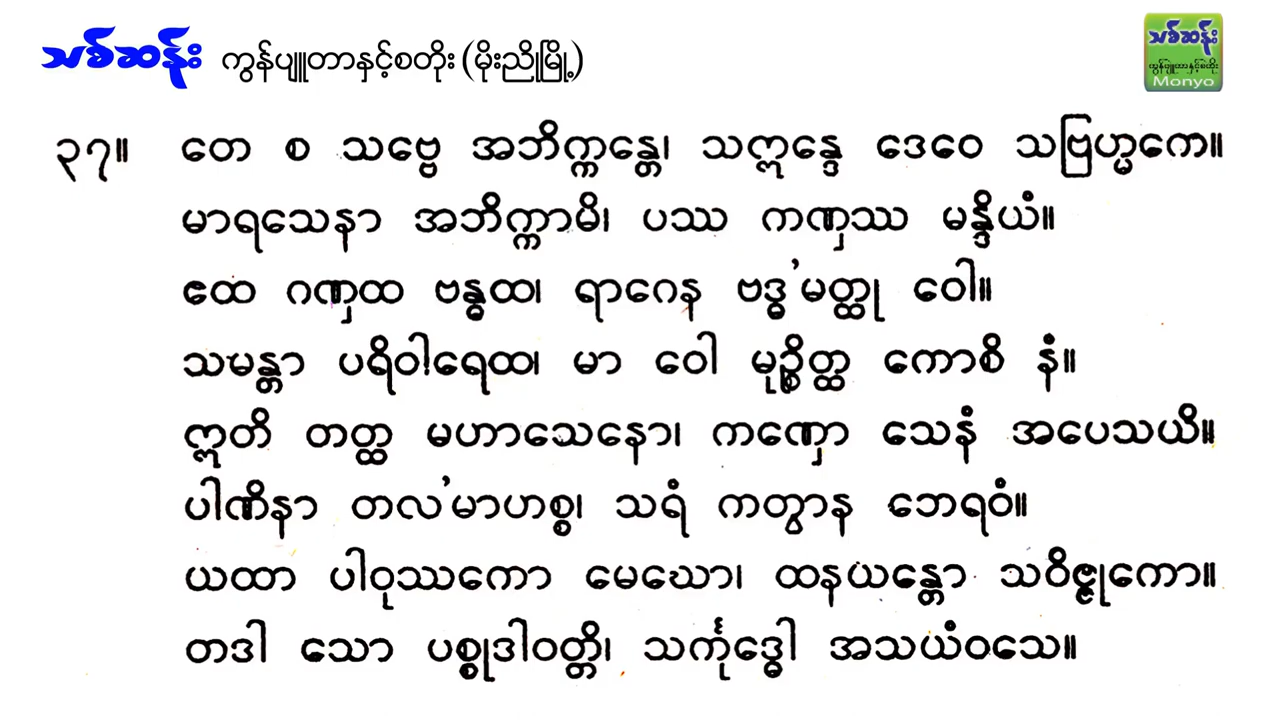 သစ်ဆန်း ကွန်ပျူတာနှင့်စတိုး (မိုးညိုမြို့)
သစ်ဆန်း
ကွန်ပျူတာနှင့်စတိုး
Monyo
၃၇။ တေ စ သဗ္ဗေ အဘိက္ကန္တေ၊ သဣန္ဒေ ဒေဝေ သဗြဟ္မကေ။
မာရသေနာ အဘိက္ကာမိ၊ ပဿ ကဏှဿ မန္ဒိယံ။
ဧထ ဂဏှထ ဗန္ဓထ၊ ရာဂေန ဗဒ္ဓ'မတ္ထု ဝေါ။
သမန္တာ ပရိဝါရေထ၊ မာ ဝေါ မုဉ္စိတ္ထ ကောစိ နံ။
ဣတိ တတ္ထ မဟာသေနော၊ ကဏှော သေနံ အပေသယိ။
ပါဏိနာ တလ'မာဟစ္စ၊ သရံ ကတွာန ဘေရဝံ။
ယထာ ပါဝုဿကော မေဃော၊ ထနယန္တော သဝိဇ္ဇုကော။
တဒါ သော ပစ္စုဒါဝတ္တိ၊ သင်္ကုဒ္ဓေါ အသယံဝသေ။